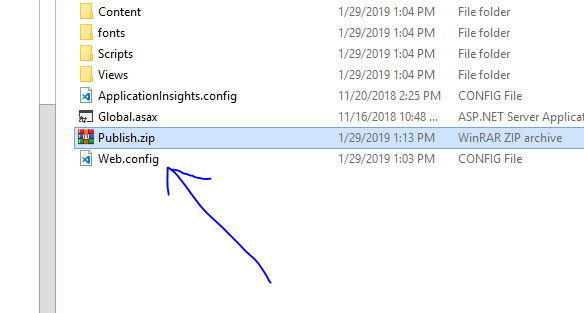 Content 1/29/2019 1:04 PM File folder
fonts 1/29/2019 1:04 PM File folder
Scripts 1/29/2019 1:04 PM File folder
Views 1/29/2019 1:04 PM File folder
ApplicationInsights.config 11/20/2018 2:25 PM CONFIG File
Global.asax 11/16/2018 10:48 ... ASP.NET Server Applica
Publish.zip 1/29/2019 1:13 PM WinRAR ZIP archive
Web.config 1/29/2019 1:03 PM CONFIG File